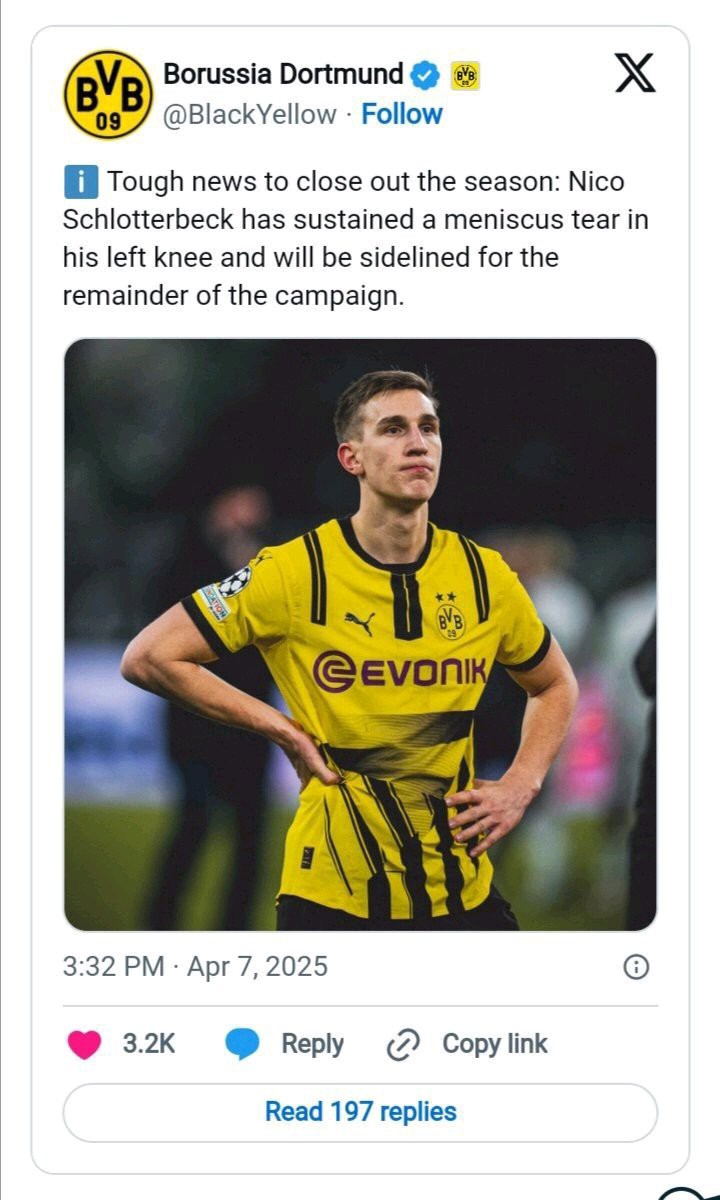 BVB
09
Borussia Dortmund
BVB
09
@BlackYellow · Follow
X
i Tough news to close out the season: Nico
Schlotterbeck has sustained a meniscus tear in
his left knee and will be sidelined for the
remainder of the campaign.
BVB
09
EVONIK
3:32 PM · Apr 7, 2025
3.2K
Reply
Copy link
Read 197 replies